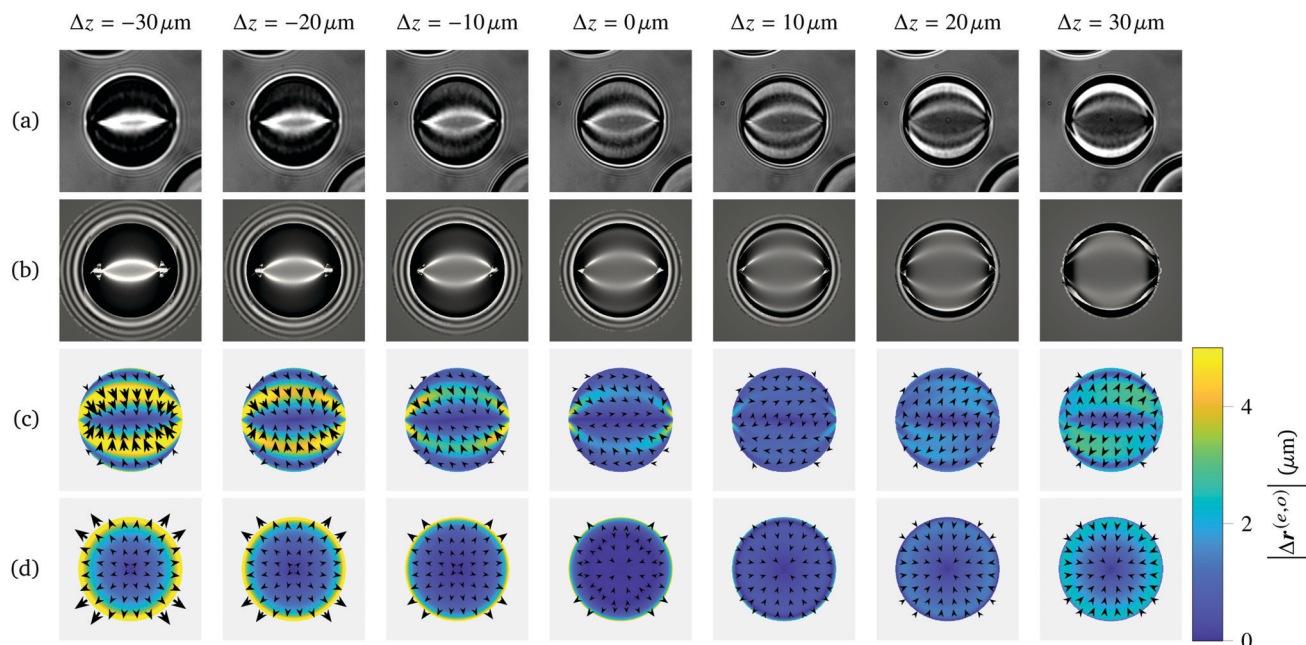 Δz = −30 μm Δz = −20 μm Δz = −10 μm Δz = 0 μm Δz = 10 μm Δz = 20 μm Δz = 30 μm
(a)
(b)
(c)
(d)
4
2
0
|Δr^(e,o)| (μm)